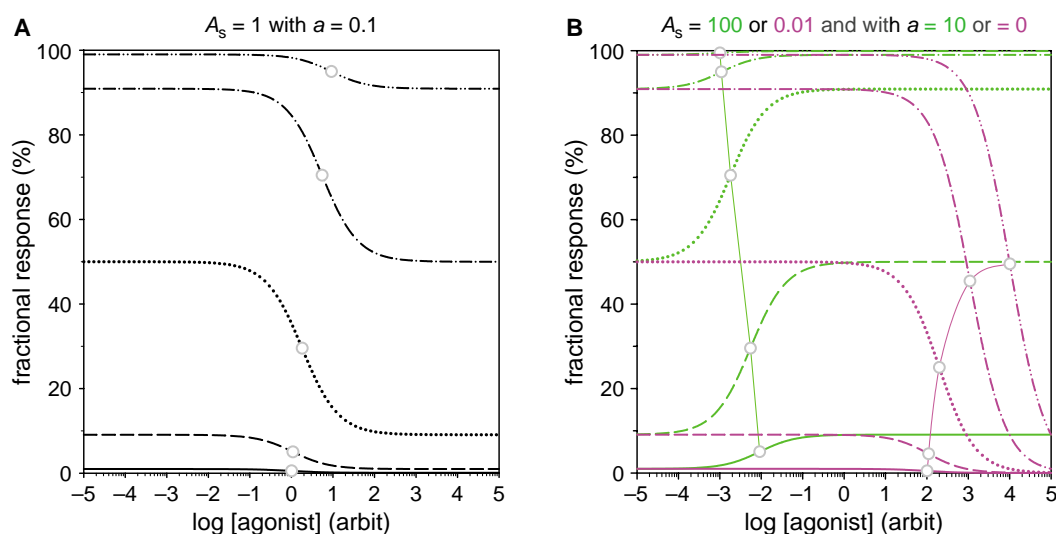 A
A_s = 1 with a = 0.1
fractional response (%)
100
80
60
40
20
0
–5 –4 –3 –2 –1 0 1 2 3 4 5
log [agonist] (arbit)
B
A_s = 100 or 0.01 and with a = 10 or = 0
fractional response (%)
100
80
60
40
20
0
–5 –4 –3 –2 –1 0 1 2 3 4 5
log [agonist] (arbit)